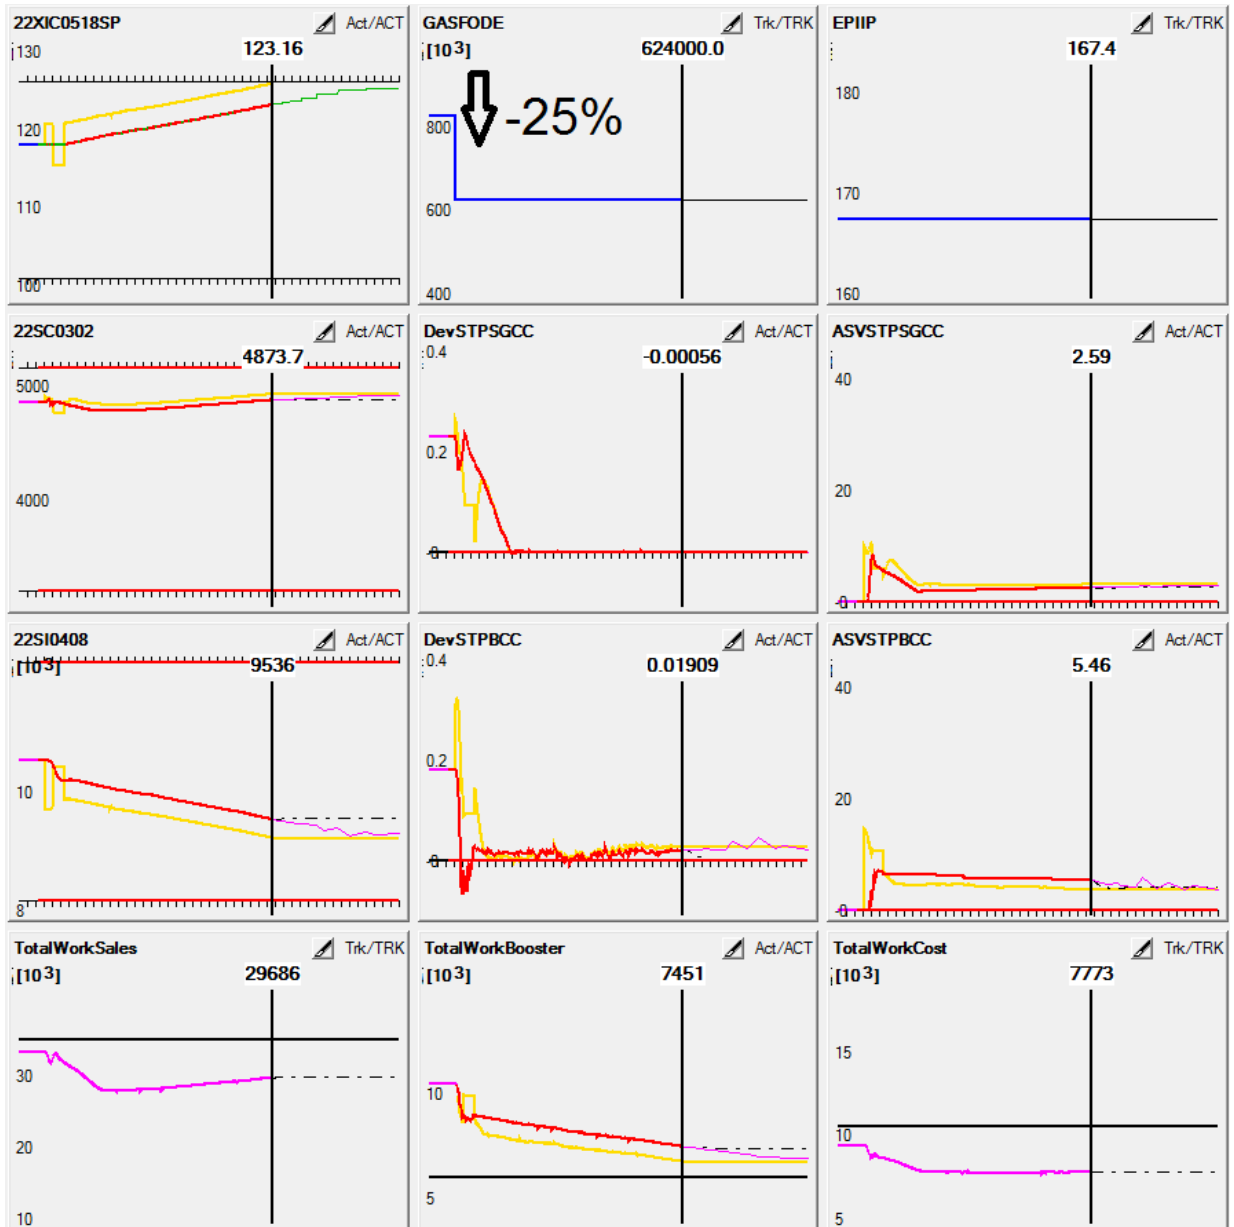 22XIC0518SP Act/ACT
123.16
130
120
110
100
GASFODE Trk/TRK
[10 3] 624000.0
-25%
800
600
400
EPIIP Trk/TRK
167.4
180
170
160
22SC0302 Act/ACT
4873.7
5000
4000
DevSTPSGCC Act/ACT
0.4 -0.00056
0.2
0
ASVSTPSGCC Act/ACT
2.59
40
20
0
22SI0408 Act/ACT
[10 3] 9536
10
8
DevSTPBCC Act/ACT
0.4 0.01909
0.2
0
ASVSTPBCC Act/ACT
5.46
40
20
0
TotalWorkSales Trk/TRK
[10 3] 29686
30
20
10
TotalWorkBooster Act/ACT
[10 3] 7451
10
5
TotalWorkCost Trk/TRK
[10 3] 7773
15
10
5